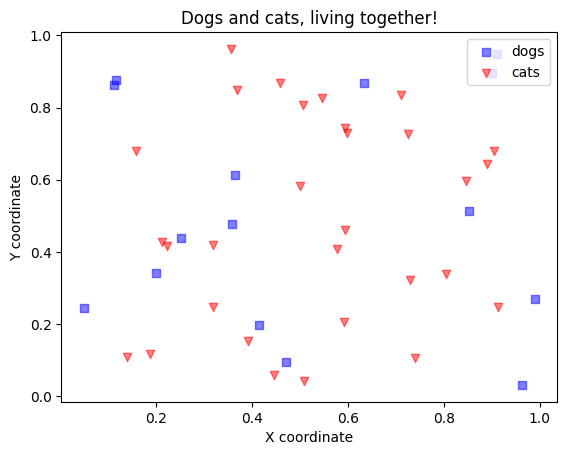 Dogs and cats, living together!
dogs
cats
1.0
0.8
0.6
0.4
0.2
0.0
Y coordinate
0.2 0.4 0.6 0.8 1.0
X coordinate